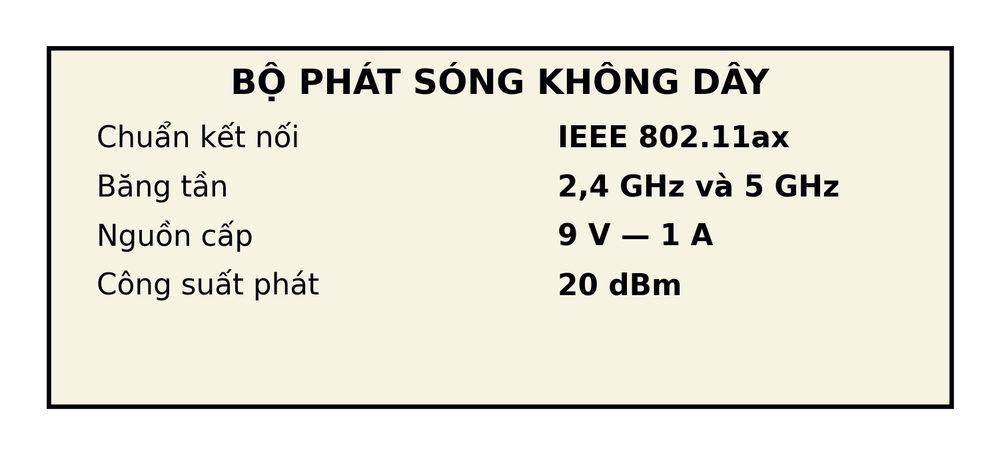 BỘ PHÁT SÓNG KHÔNG DÂY
Chuẩn kết nối IEEE 802.11ax
Băng tần 2,4 GHz và 5 GHz
Nguồn cấp 9 V — 1 A
Công suất phát 20 dBm